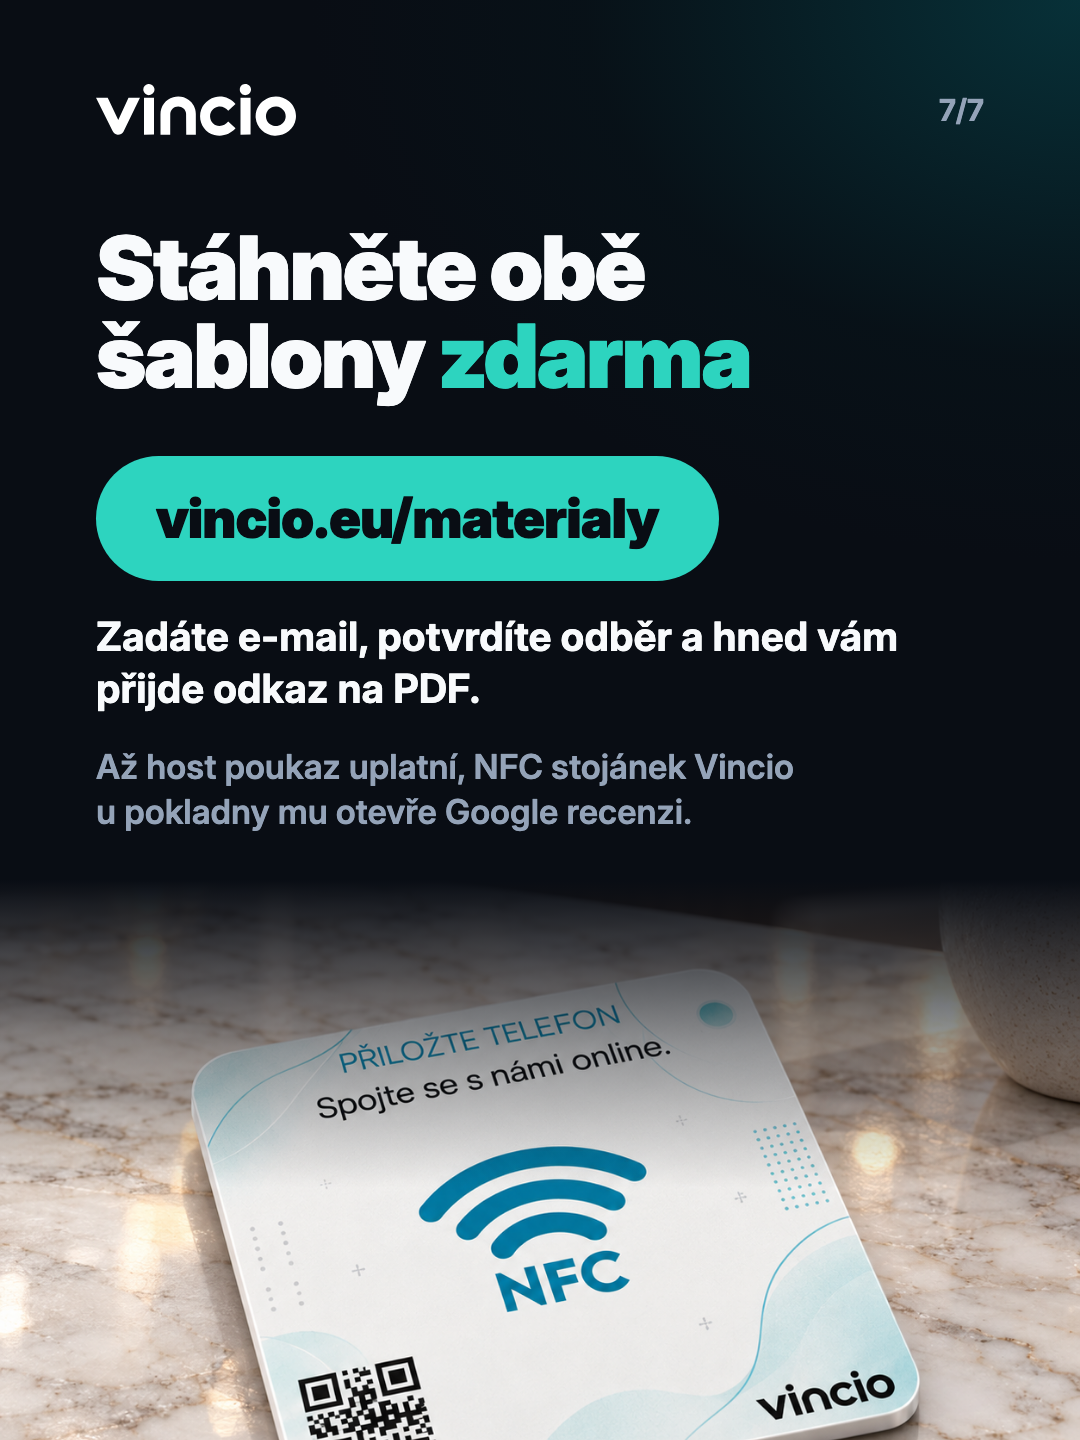 vincio
7/7
Stáhněte obě
šablony zdarma
vincio.eu/materialy
Zadáte e-mail, potvrdíte odběr a hned vám
přijde odkaz na PDF.
Až host poukaz uplatní, NFC stojánek Vincio
u pokladny mu otevře Google recenzi.
PŘILOŽTE TELEFON
Spojte se s námi online.
NFC
vincio